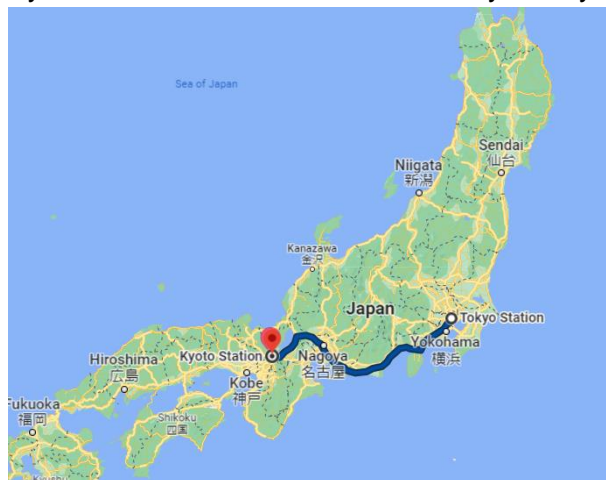 Sea of Japan
Sendai
仙台
Niigata
新潟
Kanazawa
金沢
Japan
Tokyo Station
Yokohama
横浜
Kyoto Station
Nagoya
名古屋
Hiroshima
広島
Kobe
神戸
Fukuoka
福岡
Shikoku
四国